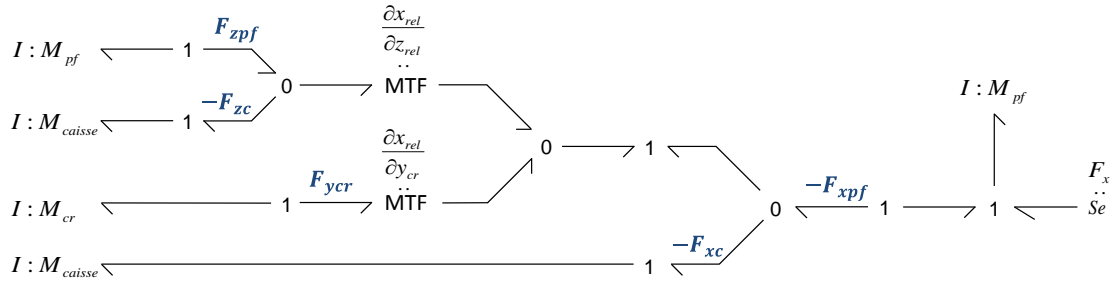 ∂x_rel
∂z_rel
F_zpf
I : M_pf
1
0
MTF
−F_zc
I : M_caisse
1
I : M_pf
∂x_rel
∂y_cr
0
1
F_x
F_ycr
−F_xpf
I : M_cr
1
MTF
0
1
1
Se
−F_xc
I : M_caisse
1